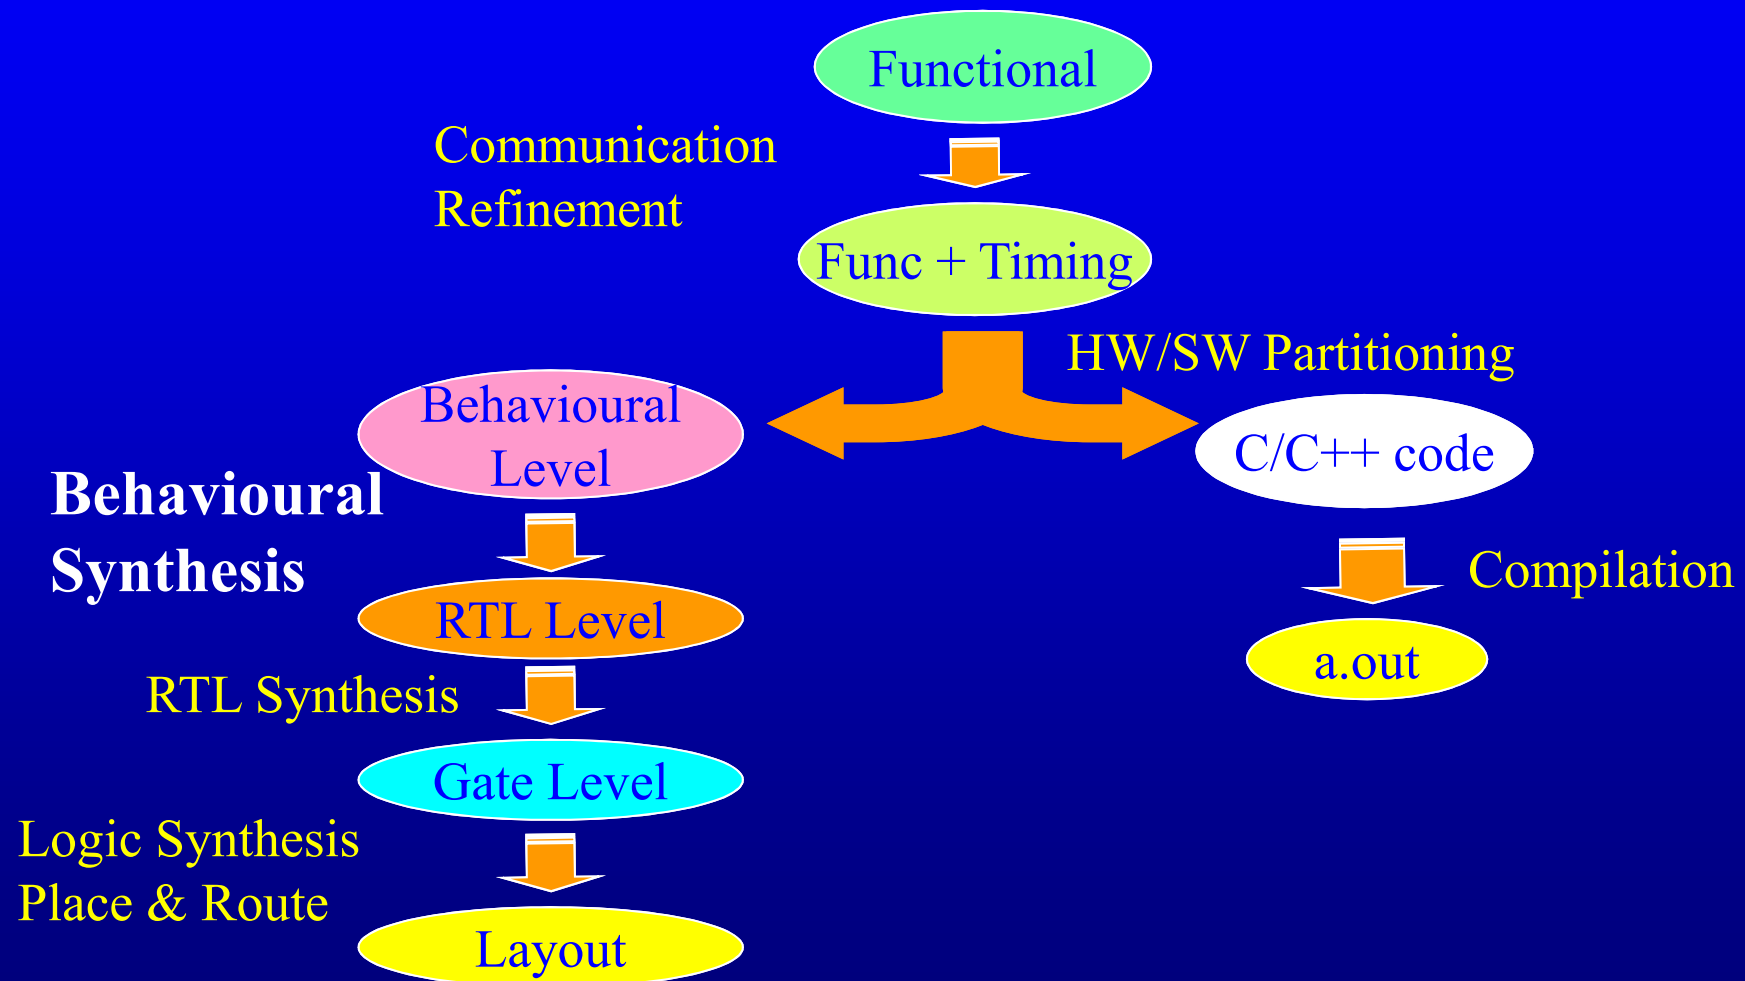 Functional
Communication
Refinement
Func + Timing
HW/SW Partitioning
Behavioural
Level
C/C++ code
Behavioural
Synthesis
Compilation
RTL Level
a.out
RTL Synthesis
Gate Level
Logic Synthesis
Place & Route
Layout